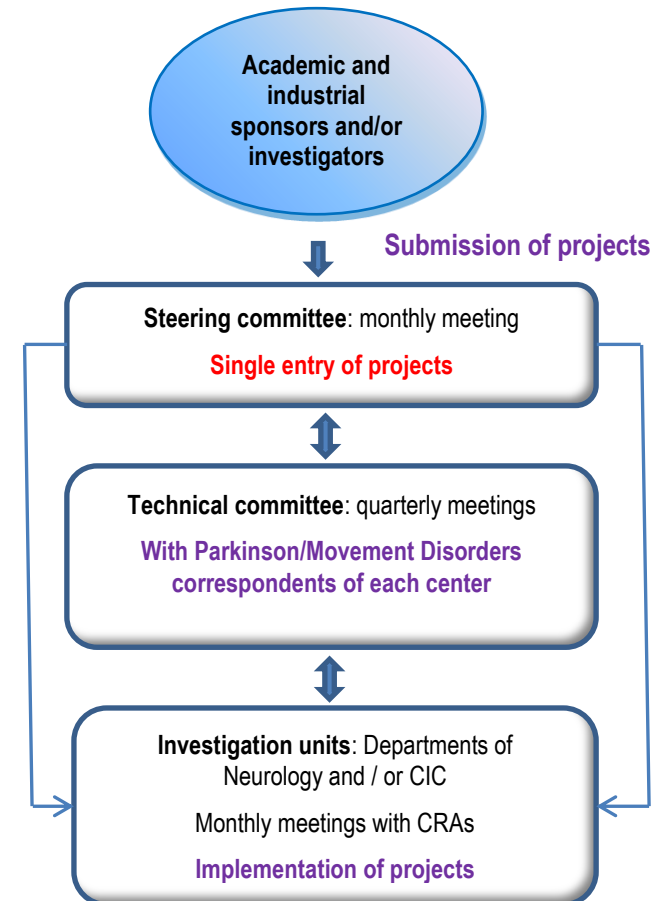 Academic and
industrial
sponsors and/or
investigators
Submission of projects
Steering committee: monthly meeting
Single entry of projects
Technical committee: quarterly meetings
With Parkinson/Movement Disorders
correspondents of each center
Investigation units: Departments of
Neurology and / or CIC
Monthly meetings with CRAs
Implementation of projects